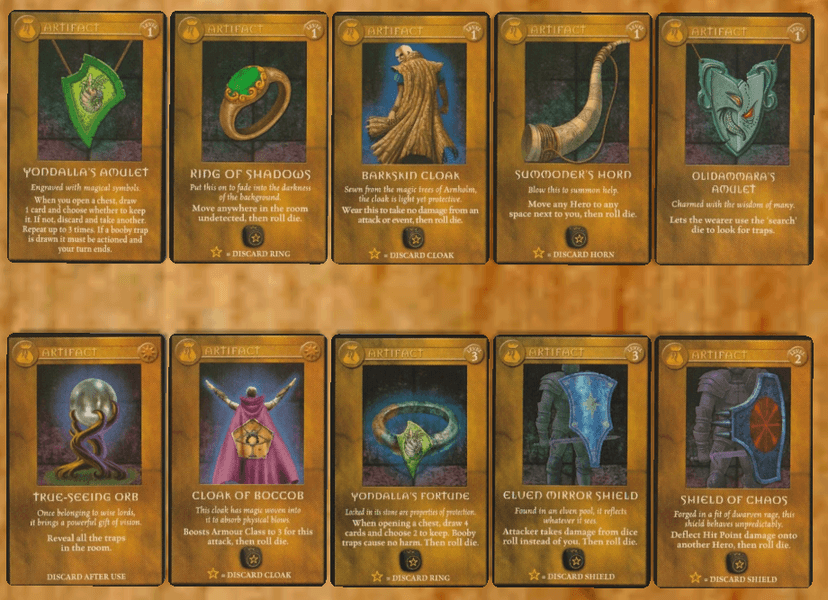 ARTIFACT
LEVEL 1
YONDALLA'S AMULET
Engraved with magical symbols.
When you open a chest, draw
1 card and choose whether to keep
it. If not, discard and take another.
Repeat up to 3 times. If a booby trap
is drawn it must be actioned and
your turn ends.
ARTIFACT
LEVEL 1
RING OF SHADOWS
Put this on to fade into the darkness
of the background.
Move anywhere in the room
undetected, then roll die.
= DISCARD RING
ARTIFACT
LEVEL 1
BARKSKIN CLOAK
Sewn from the magic trees of Arnholm,
the cloak is light yet protective.
Wear this to take no damage from an
attack or event, then roll die.
= DISCARD CLOAK
ARTIFACT
LEVEL 1
SUMMONER'S HORN
Blow this to summon help.
Move any Hero to any
space next to you, then roll die.
= DISCARD HORN
ARTIFACT
LEVEL 1
OLIDAMMARA'S
AMULET
Charmed with the wisdom of many.
Lets the wearer use the 'search'
die to look for traps.
ARTIFACT
TRUE-SEEING ORB
Once belonging to wise lords,
it brings a powerful gift of vision.
Reveal all the traps
in the room.
DISCARD AFTER USE
ARTIFACT
CLOAK OF BOCCOB
This cloak has magic woven into
it to absorb physical blows.
Boosts Armour Class to 3 for this
attack, then roll die.
= DISCARD CLOAK
ARTIFACT
LEVEL 3
YONDALLA'S FORTUNE
Locked in stone are properties of protection.
When opening a chest, draw 4
cards and choose 2 to keep. Booby
traps cause no harm. Then roll die.
= DISCARD RING
ARTIFACT
LEVEL 3
ELVEN MIRROR SHIELD
Found in an elven pool, it reflects
whatever it sees.
Attacker takes damage from dice
roll instead of you. Then roll die.
= DISCARD SHIELD
ARTIFACT
LEVEL 2
SHIELD OF CHAOS
Forged in a fit of dwarven rage, this
shield behaves unpredictably.
Deflect Hit Point damage onto
another Hero, then roll die.
= DISCARD SHIELD